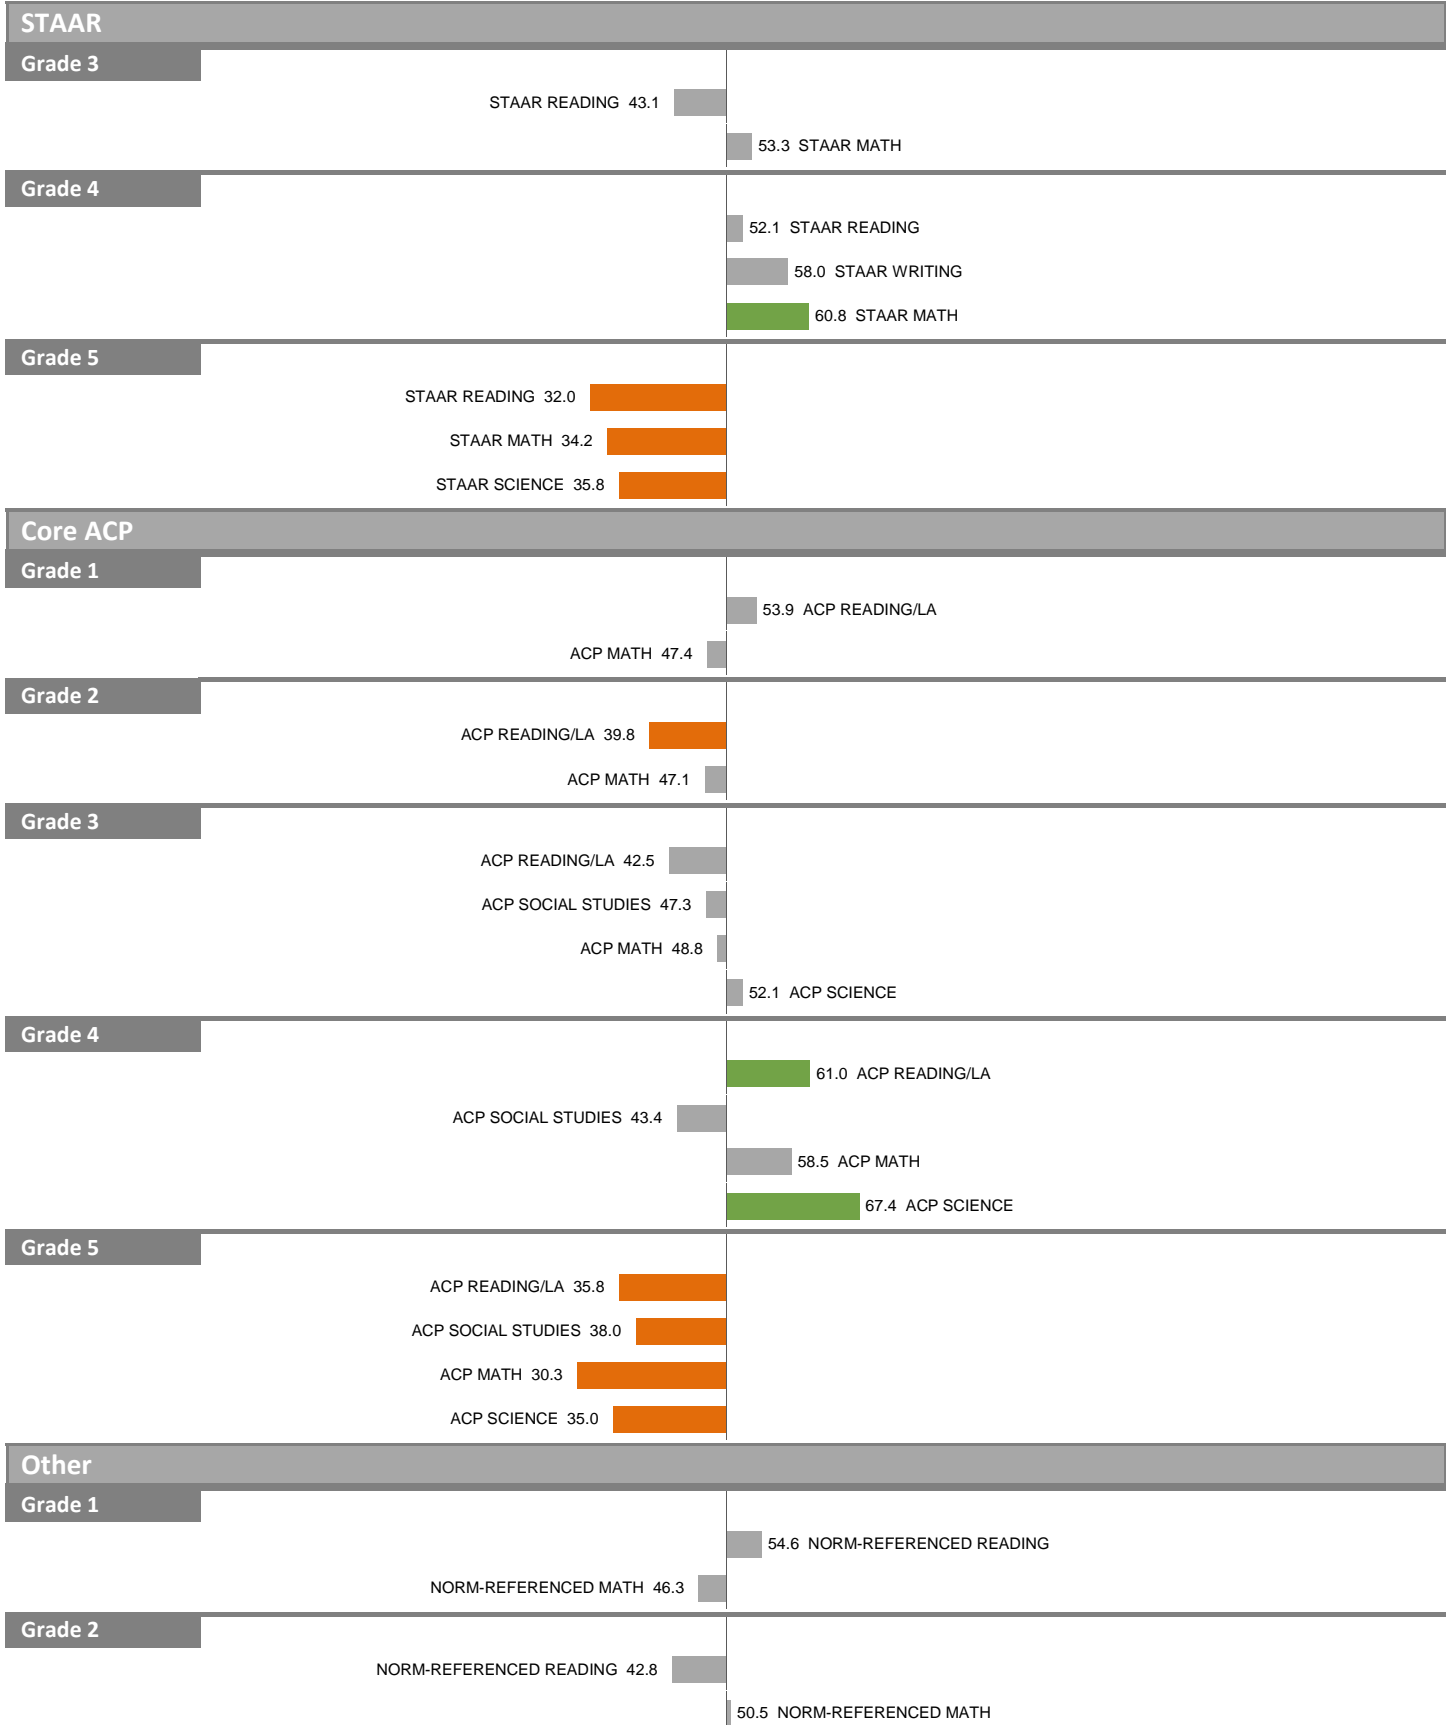 STAAR
Grade 3
STAAR READING 43.1
53.3 STAAR MATH
Grade 4
52.1 STAAR READING
58.0 STAAR WRITING
60.8 STAAR MATH
Grade 5
STAAR READING 32.0
STAAR MATH 34.2
STAAR SCIENCE 35.8
Core ACP
Grade 1
53.9 ACP READING/LA
ACP MATH 47.4
Grade 2
ACP READING/LA 39.8
ACP MATH 47.1
Grade 3
ACP READING/LA 42.5
ACP SOCIAL STUDIES 47.3
ACP MATH 48.8
52.1 ACP SCIENCE
Grade 4
61.0 ACP READING/LA
ACP SOCIAL STUDIES 43.4
58.5 ACP MATH
67.4 ACP SCIENCE
Grade 5
ACP READING/LA 35.8
ACP SOCIAL STUDIES 38.0
ACP MATH 30.3
ACP SCIENCE 35.0
Other
Grade 1
54.6 NORM-REFERENCED READING
NORM-REFERENCED MATH 46.3
Grade 2
NORM-REFERENCED READING 42.8
50.5 NORM-REFERENCED MATH